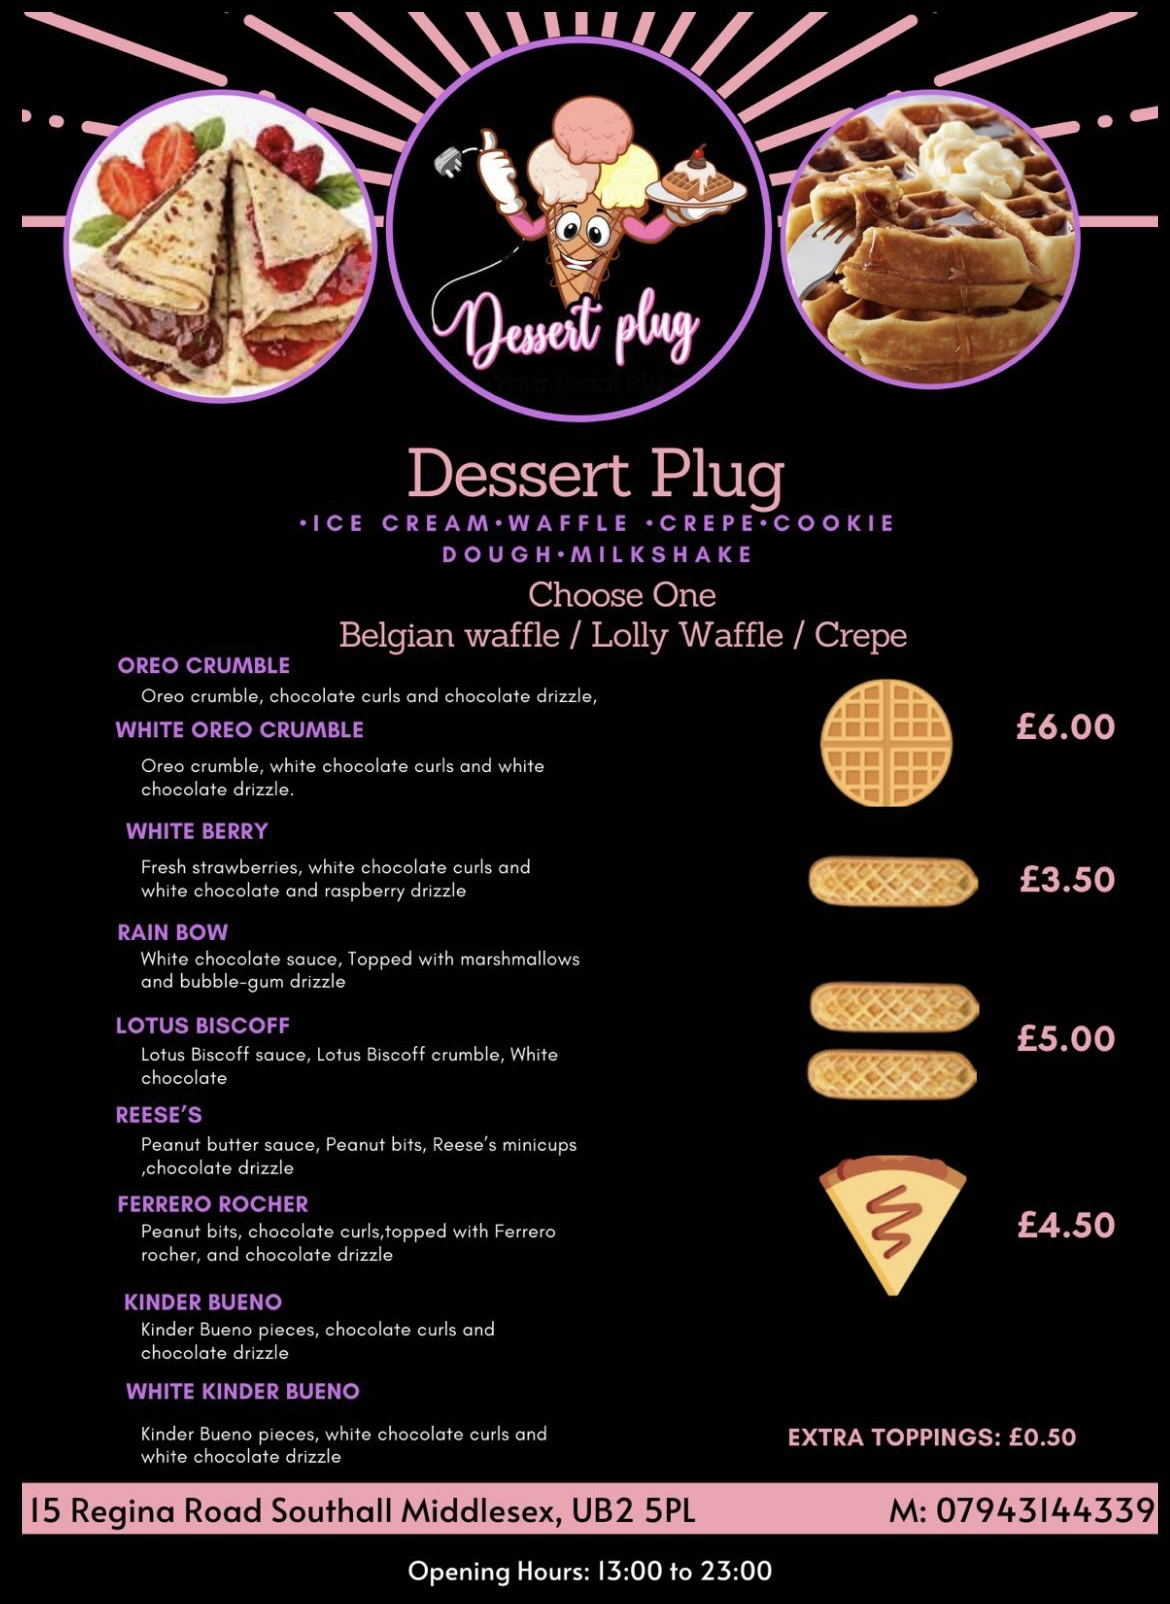 Dessert plug
Your Local Plug
Dessert Plug
•ICE CREAM•WAFFLE •CREPE•COOKIE
DOUGH•MILKSHAKE
Choose One
Belgian waffle / Lolly Waffle / Crepe
OREO CRUMBLE
Oreo crumble, chocolate curls and chocolate drizzle,
WHITE OREO CRUMBLE
Oreo crumble, white chocolate curls and white
chocolate drizzle.
£6.00
WHITE BERRY
Fresh strawberries, white chocolate curls and
white chocolate and raspberry drizzle
£3.50
RAIN BOW
White chocolate sauce, Topped with marshmallows
and bubble-gum drizzle
LOTUS BISCOFF
Lotus Biscoff sauce, Lotus Biscoff crumble, White
chocolate
£5.00
REESE'S
Peanut butter sauce, Peanut bits, Reese's minicups
,chocolate drizzle
FERRERO ROCHER
Peanut bits, chocolate curls,topped with Ferrero
rocher, and chocolate drizzle
£4.50
KINDER BUENO
Kinder Bueno pieces, chocolate curls and
chocolate drizzle
WHITE KINDER BUENO
Kinder Bueno pieces, white chocolate curls and
white chocolate drizzle
EXTRA TOPPINGS: £0.50
15 Regina Road Southall Middlesex, UB2 5PL
M: 07943144339
Opening Hours: 13:00 to 23:00